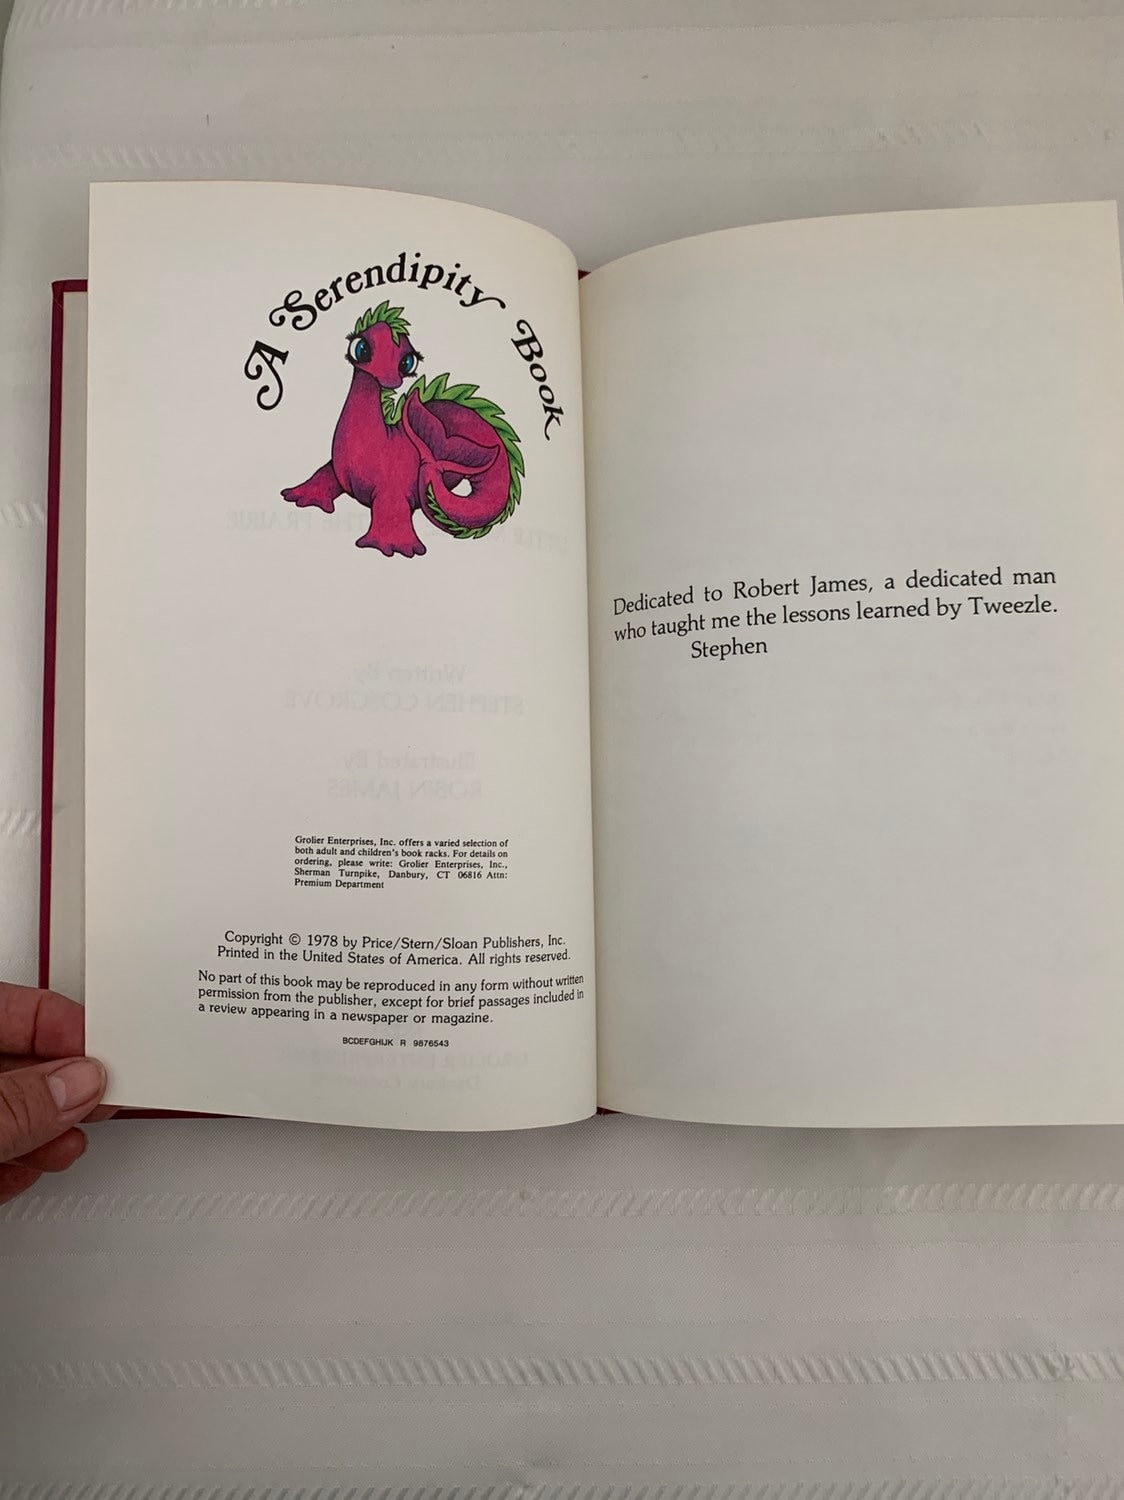 A Serendipity Book
Grolier Enterprises, Inc. offers a varied selection of
both adult and children's book racks. For details on
ordering, please write: Grolier Enterprises, Inc.,
Sherman Turnpike, Danbury, CT 06816 Attn:
Premium Department
Copyright © 1978 by Price/Stern/Sloan Publishers, Inc.
Printed in the United States of America. All rights reserved.
No part of this book may be reproduced in any form without written
permission from the publisher, except for brief passages included in
a review appearing in a newspaper or magazine.
BCDEFGHIJK R 9876543
Dedicated to Robert James, a dedicated man
who taught me the lessons learned by Tweezle.
Stephen